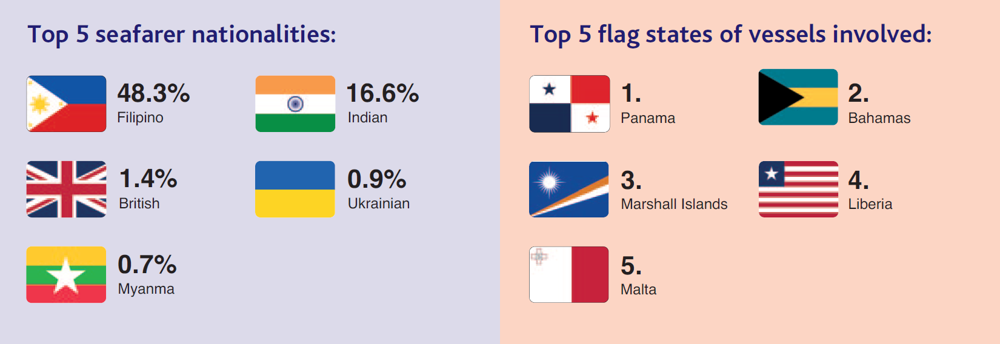 Top 5 seafarer nationalities:
48.3%
Filipino
16.6%
Indian
1.4%
British
0.9%
Ukrainian
0.7%
Myanma
Top 5 flag states of vessels involved:
1.
Panama
2.
Bahamas
3.
Marshall Islands
4.
Liberia
5.
Malta